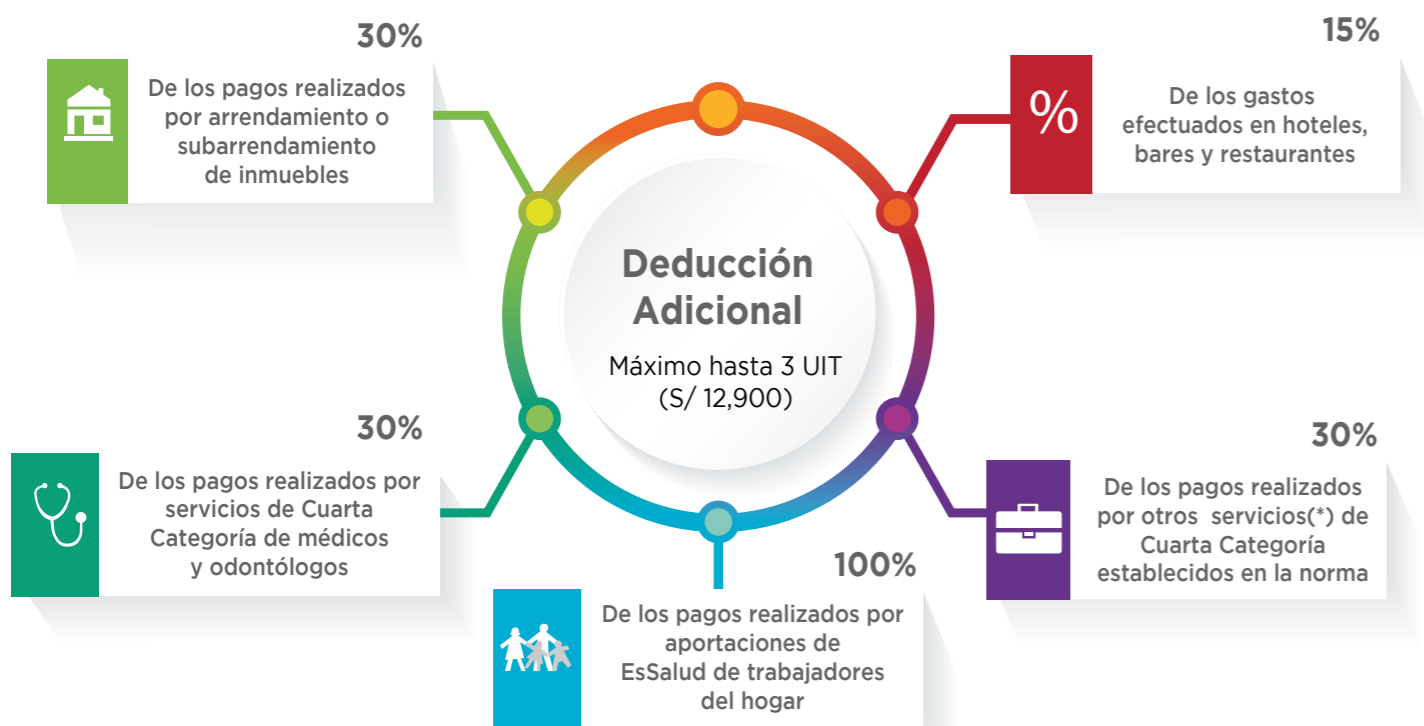 30%
De los pagos realizados
por arrendamiento o
subarrendamiento
de inmuebles
15%
%
De los gastos
efectuados en hoteles,
bares y restaurantes
Deducción
Adicional
Máximo hasta 3 UIT
(S/ 12,900)
30%
De los pagos realizados por
servicios de Cuarta
Categoría de médicos
y odontólogos
30%
De los pagos realizados
por otros servicios(*) de
Cuarta Categoría
establecidos en la norma
100%
De los pagos realizados por
aportaciones de
EsSalud de trabajadores
del hogar